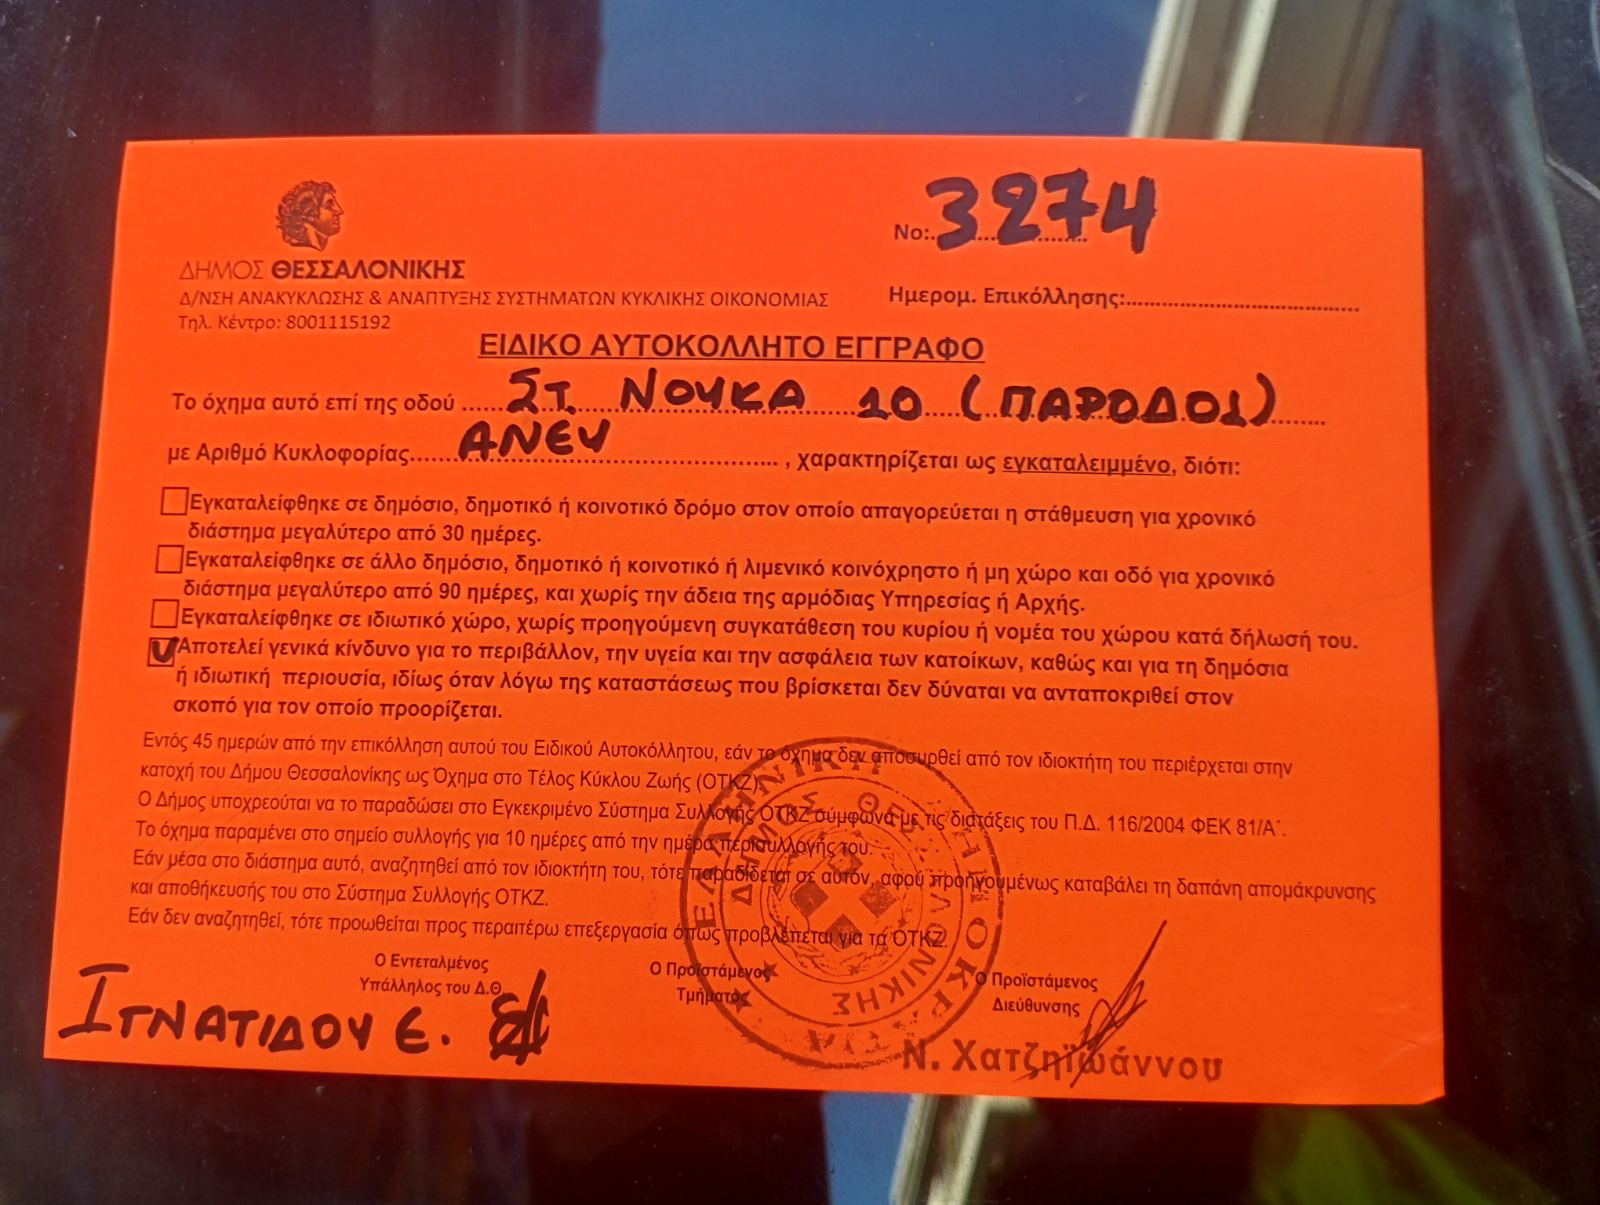 Νο: 3274
ΔΗΜΟΣ ΘΕΣΣΑΛΟΝΙΚΗΣ
Δ/ΝΣΗ ΑΝΑΚΥΚΛΩΣΗΣ & ΑΝΑΠΤΥΞΗΣ ΣΥΣΤΗΜΑΤΩΝ ΚΥΚΛΙΚΗΣ ΟΙΚΟΝΟΜΙΑΣ
Ημερομ. Επικόλλησης:
Τηλ. Κέντρο: 8001115192
ΕΙΔΙΚΟ ΑΥΤΟΚΟΛΛΗΤΟ ΕΓΓΡΑΦΟ
Το όχημα αυτό επί της οδού ΣΤ. ΝΟΥΚΑ 10 (ΠΑΡΟΔΟΣ)
με Αριθμό Κυκλοφορίας ΑΝΕΥ , χαρακτηρίζεται ως εγκαταλειμμένο, διότι:
Εγκαταλείφθηκε σε δημόσιο, δημοτικό ή κοινοτικό δρόμο στον οποίο απαγορεύεται η στάθμευση για χρονικό
διάστημα μεγαλύτερο από 30 ημέρες.
Εγκαταλείφθηκε σε άλλο δημόσιο, δημοτικό ή κοινοτικό ή λιμενικό κοινόχρηστο ή μη χώρο και οδό για χρονικό
διάστημα μεγαλύτερο από 90 ημέρες, και χωρίς την άδεια της αρμόδιας Υπηρεσίας ή Αρχής.
Εγκαταλείφθηκε σε ιδιωτικό χώρο, χωρίς προηγούμενη συγκατάθεση του κυρίου ή νομέα του χώρου κατά δήλωσή του.
Αποτελεί γενικά κίνδυνο για το περιβάλλον, την υγεία και την ασφάλεια των κατοίκων, καθώς και για τη δημόσια
ή ιδιωτική περιουσία, ιδίως όταν λόγω της καταστάσεως που βρίσκεται δεν δύναται να ανταποκριθεί στον
σκοπό για τον οποίο προορίζεται.
Εντός 45 ημερών από την επικόλληση αυτού του Ειδικού Αυτοκόλλητου, εάν το όχημα δεν αποσυρθεί από τον ιδιοκτήτη του περιέρχεται στην
κατοχή του Δήμου Θεσσαλονίκης ως Όχημα στο Τέλος Κύκλου Ζωής (ΟΤΚΖ)
Ο Δήμος υποχρεούται να το παραδώσει στο Εγκεκριμένο Σύστημα Συλλογής ΟΤΚΖ σύμφωνα με τις διατάξεις του Π.Δ. 116/2004 ΦΕΚ 81/Α΄.
Το όχημα παραμένει στο σημείο συλλογής για 10 ημέρες από την ημέρα περισυλλογής του.
Εάν μέσα στο διάστημα αυτό, αναζητηθεί από τον ιδιοκτήτη του, τότε παραδίδεται σε αυτόν, αφού προηγουμένως καταβάλει τη δαπάνη απομάκρυνσης
και αποθήκευσής του στο Σύστημα Συλλογής ΟΤΚΖ.
Εάν δεν αναζητηθεί, τότε προωθείται προς περαιτέρω επεξεργασία όπως προβλέπεται για τα ΟΤΚΖ.
Ο Εντεταλμένος
Υπάλληλος του Δ.Θ.
Ο Προϊστάμενος
Τμήματος
Ο Προϊστάμενος
Διεύθυνσης
ΙΓΝΑΤΙΔΟΥ Ε.
Ν. Χατζηϊωάννου
ΕΛΛΗΝΙΚΗ ΔΗΜΟΚΡΑΤΙΑ
ΔΗΜΟΣ ΘΕΣΣΑΛΟΝΙΚΗΣ